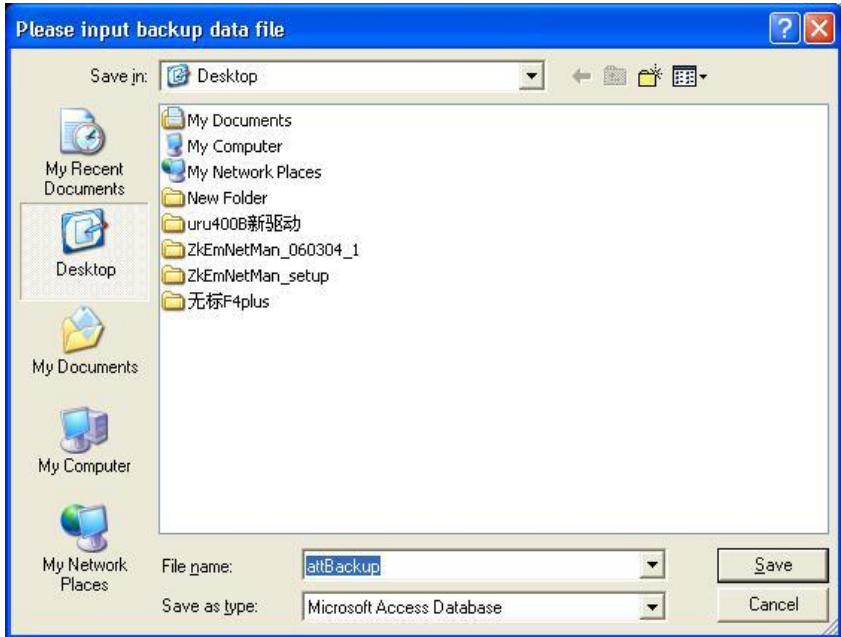 Please input backup data file
Save in: Desktop
My Recent
Documents
Desktop
My Documents
My Computer
My Network
Places
My Documents
My Computer
My Network Places
New Folder
uru400B新驱动
ZkEmNetMan_060304_1
ZkEmNetMan_setup
无标F4plus
File name: attBackup Save
Save as type: Microsoft Access Database Cancel